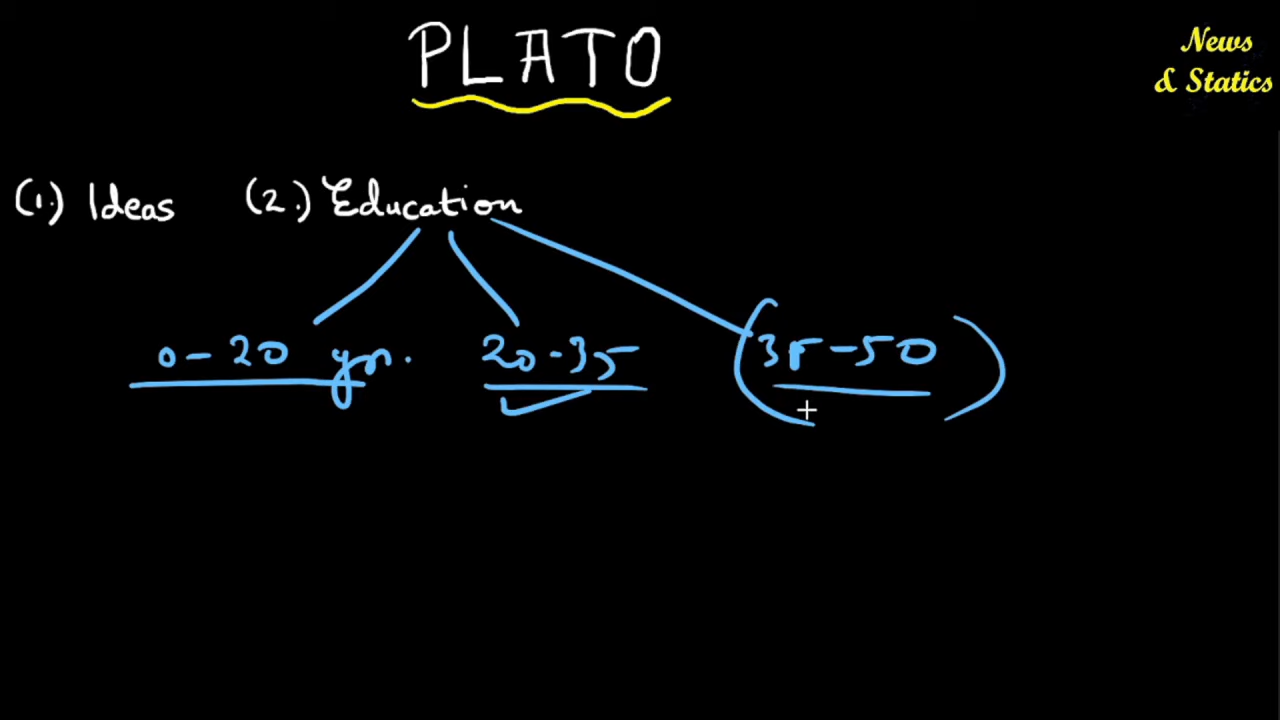 PLATO
News
& Statics
(1.) Ideas (2.) Education
0-20 yr. 20-35 (35-50)